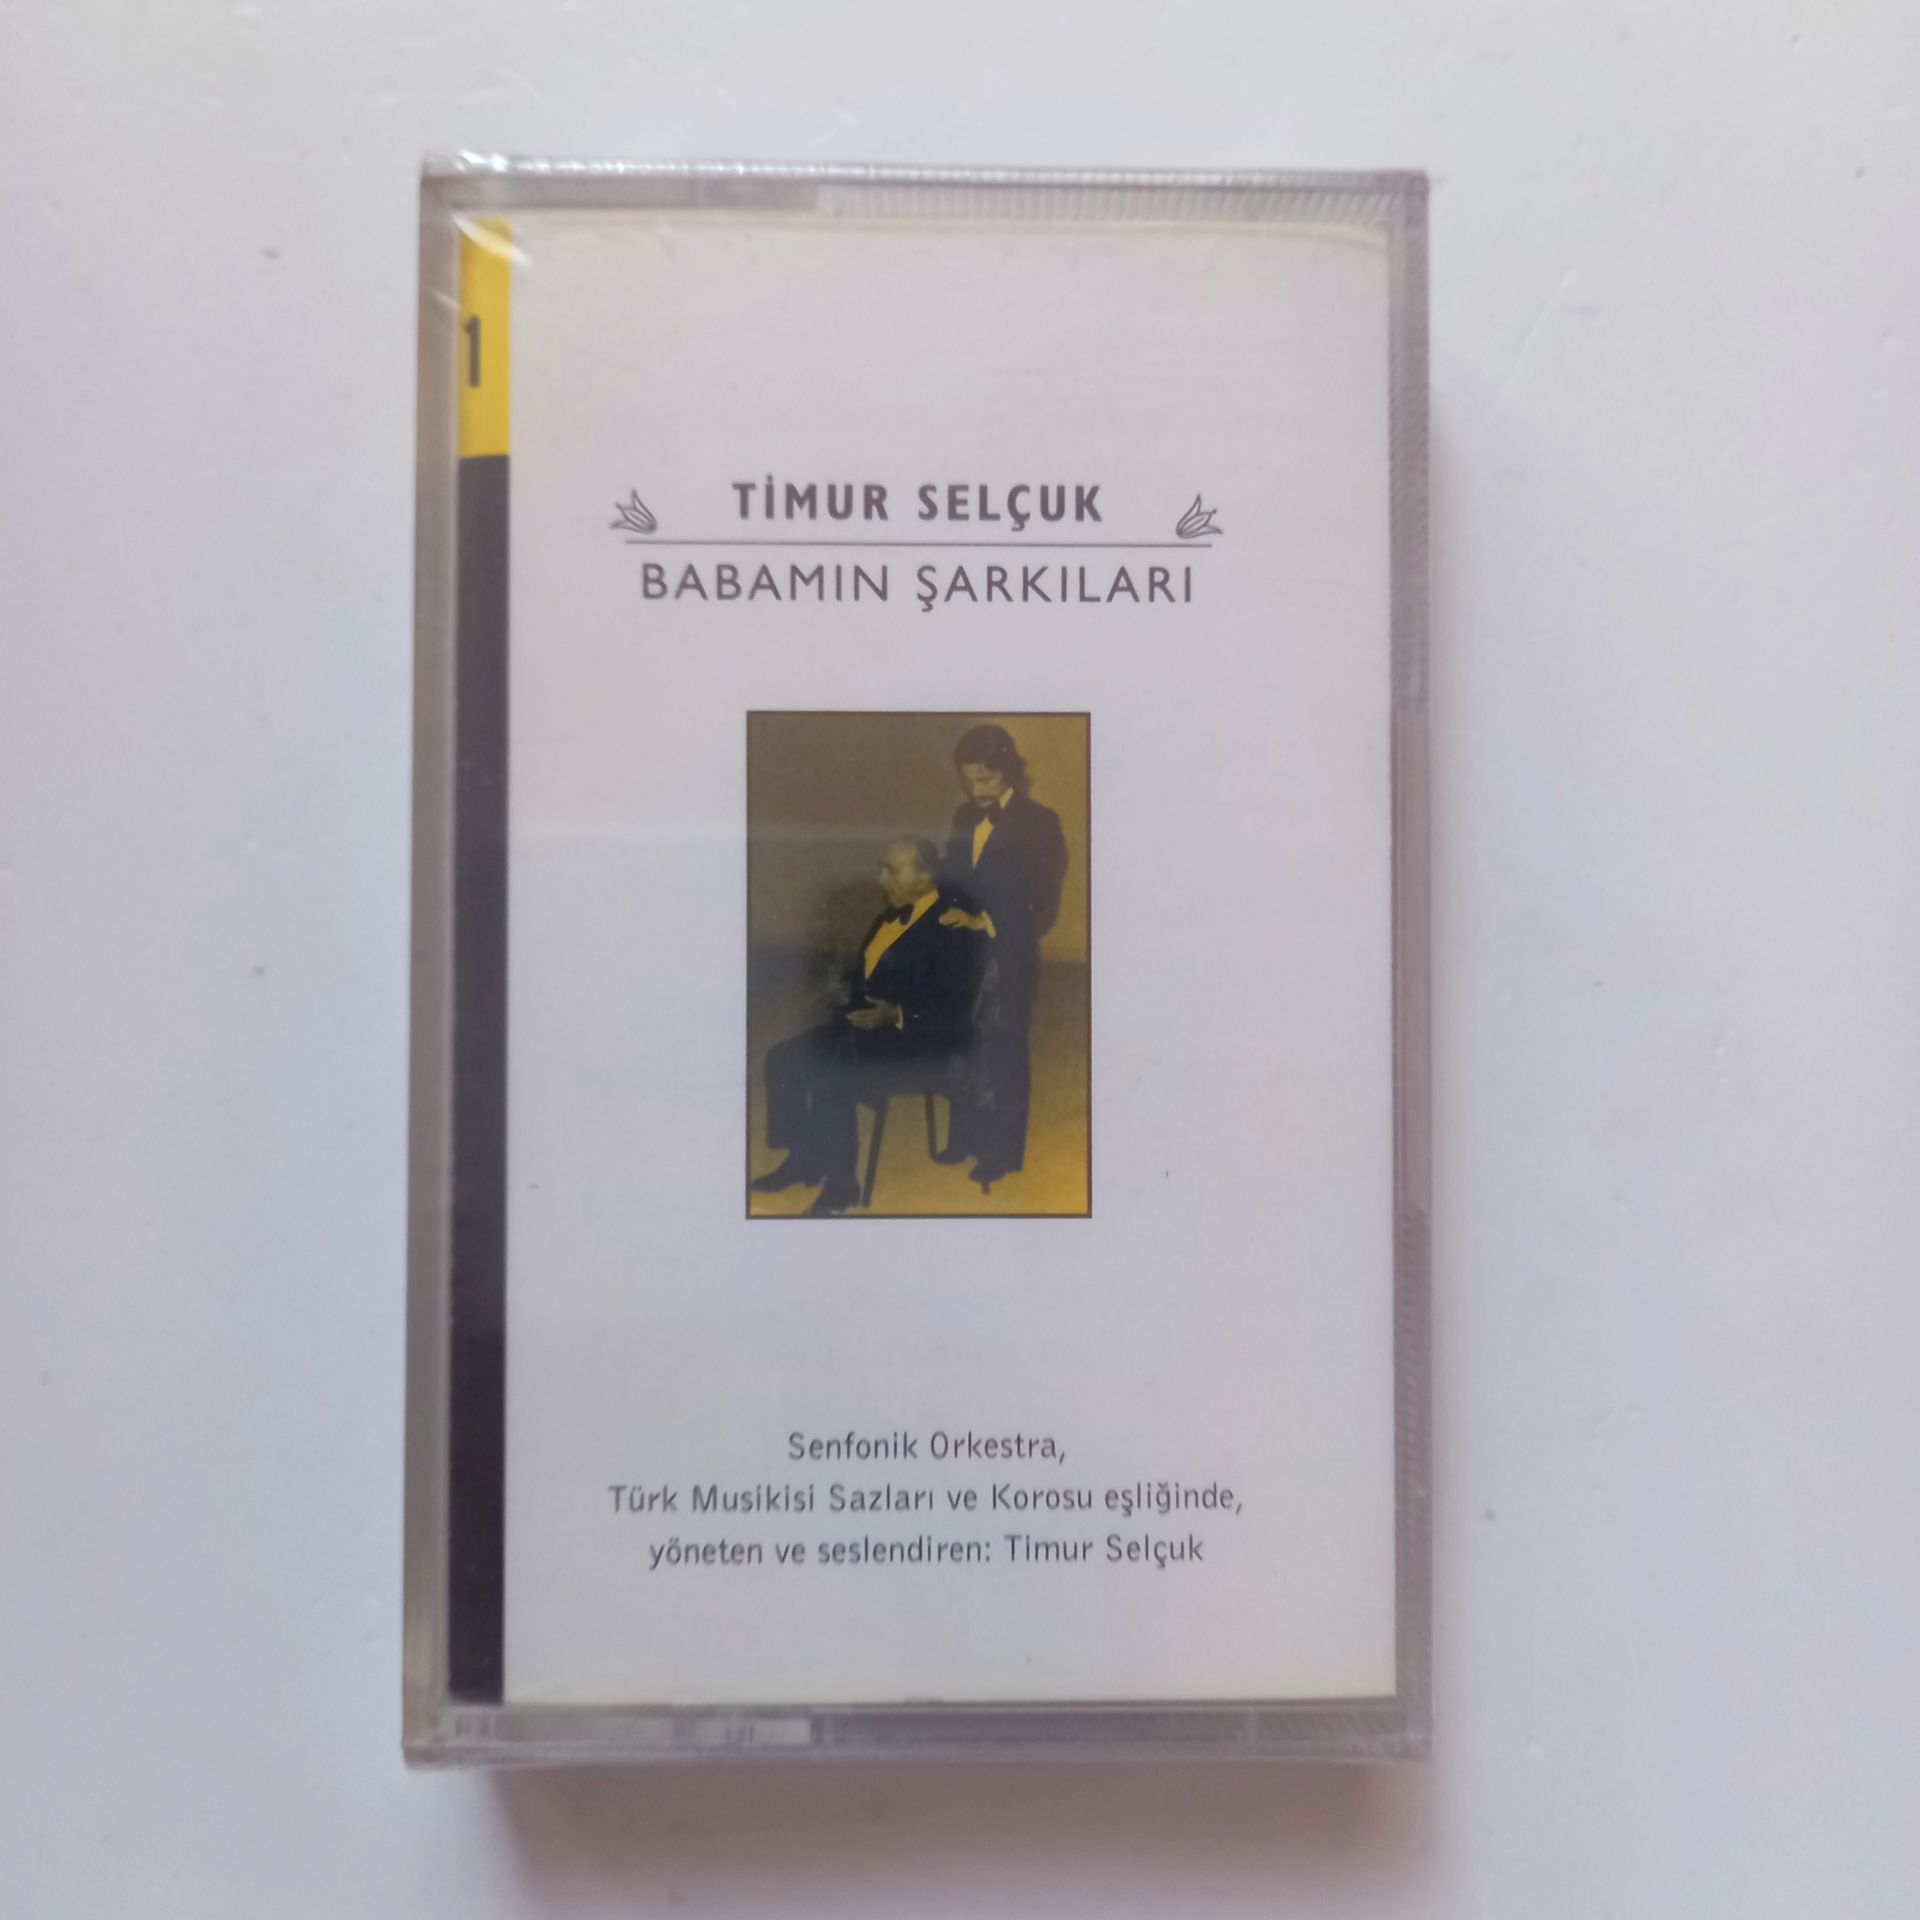 1
TİMUR SELÇUK
BABAMIN ŞARKILARI
Senfonik Orkestra,
Türk Musikisi Sazları ve Korosu eşliğinde,
yöneten ve seslendiren: Timur Selçuk